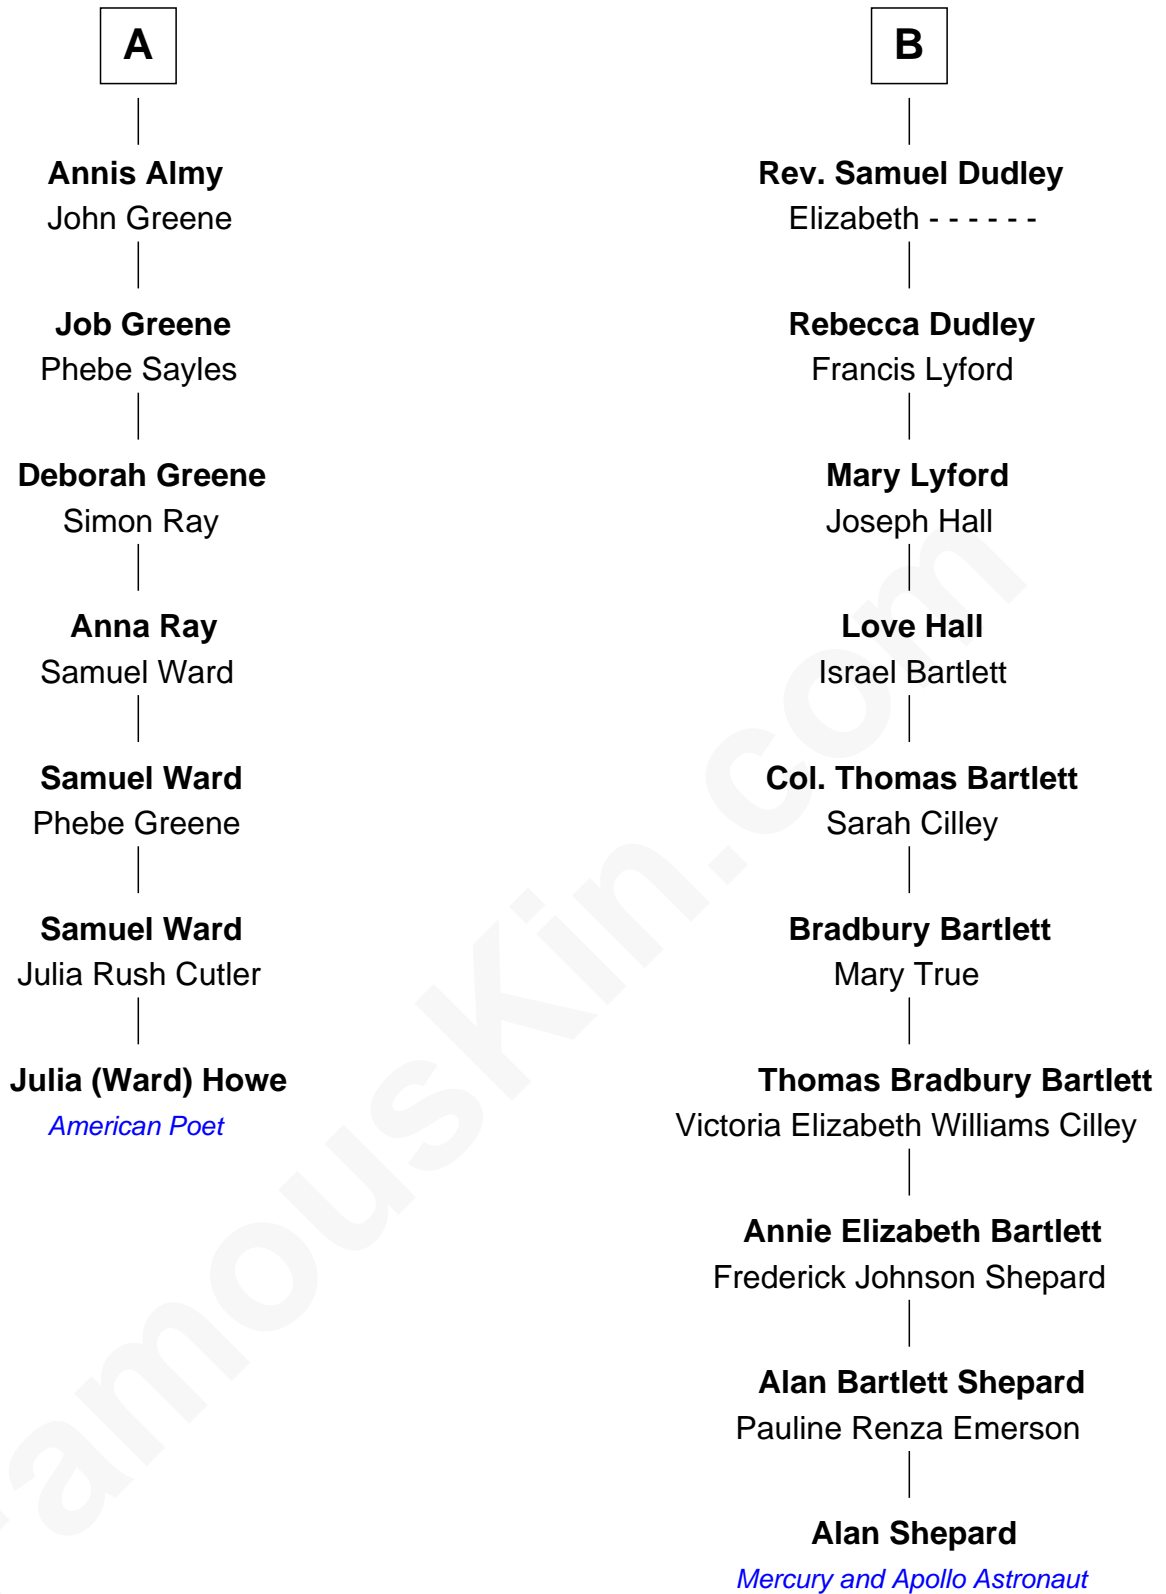 A
Annis Almy
John Greene
Job Greene
Phebe Sayles
Deborah Greene
Simon Ray
Anna Ray
Samuel Ward
Samuel Ward
Phebe Greene
Samuel Ward
Julia Rush Cutler
Julia (Ward) Howe
American Poet
B
Rev. Samuel Dudley
Elizabeth - - - - - -
Rebecca Dudley
Francis Lyford
Mary Lyford
Joseph Hall
Love Hall
Israel Bartlett
Col. Thomas Bartlett
Sarah Cilley
Bradbury Bartlett
Mary True
Thomas Bradbury Bartlett
Victoria Elizabeth Williams Cilley
Annie Elizabeth Bartlett
Frederick Johnson Shepard
Alan Bartlett Shepard
Pauline Renza Emerson
Alan Shepard
Mercury and Apollo Astronaut
amousKin.com